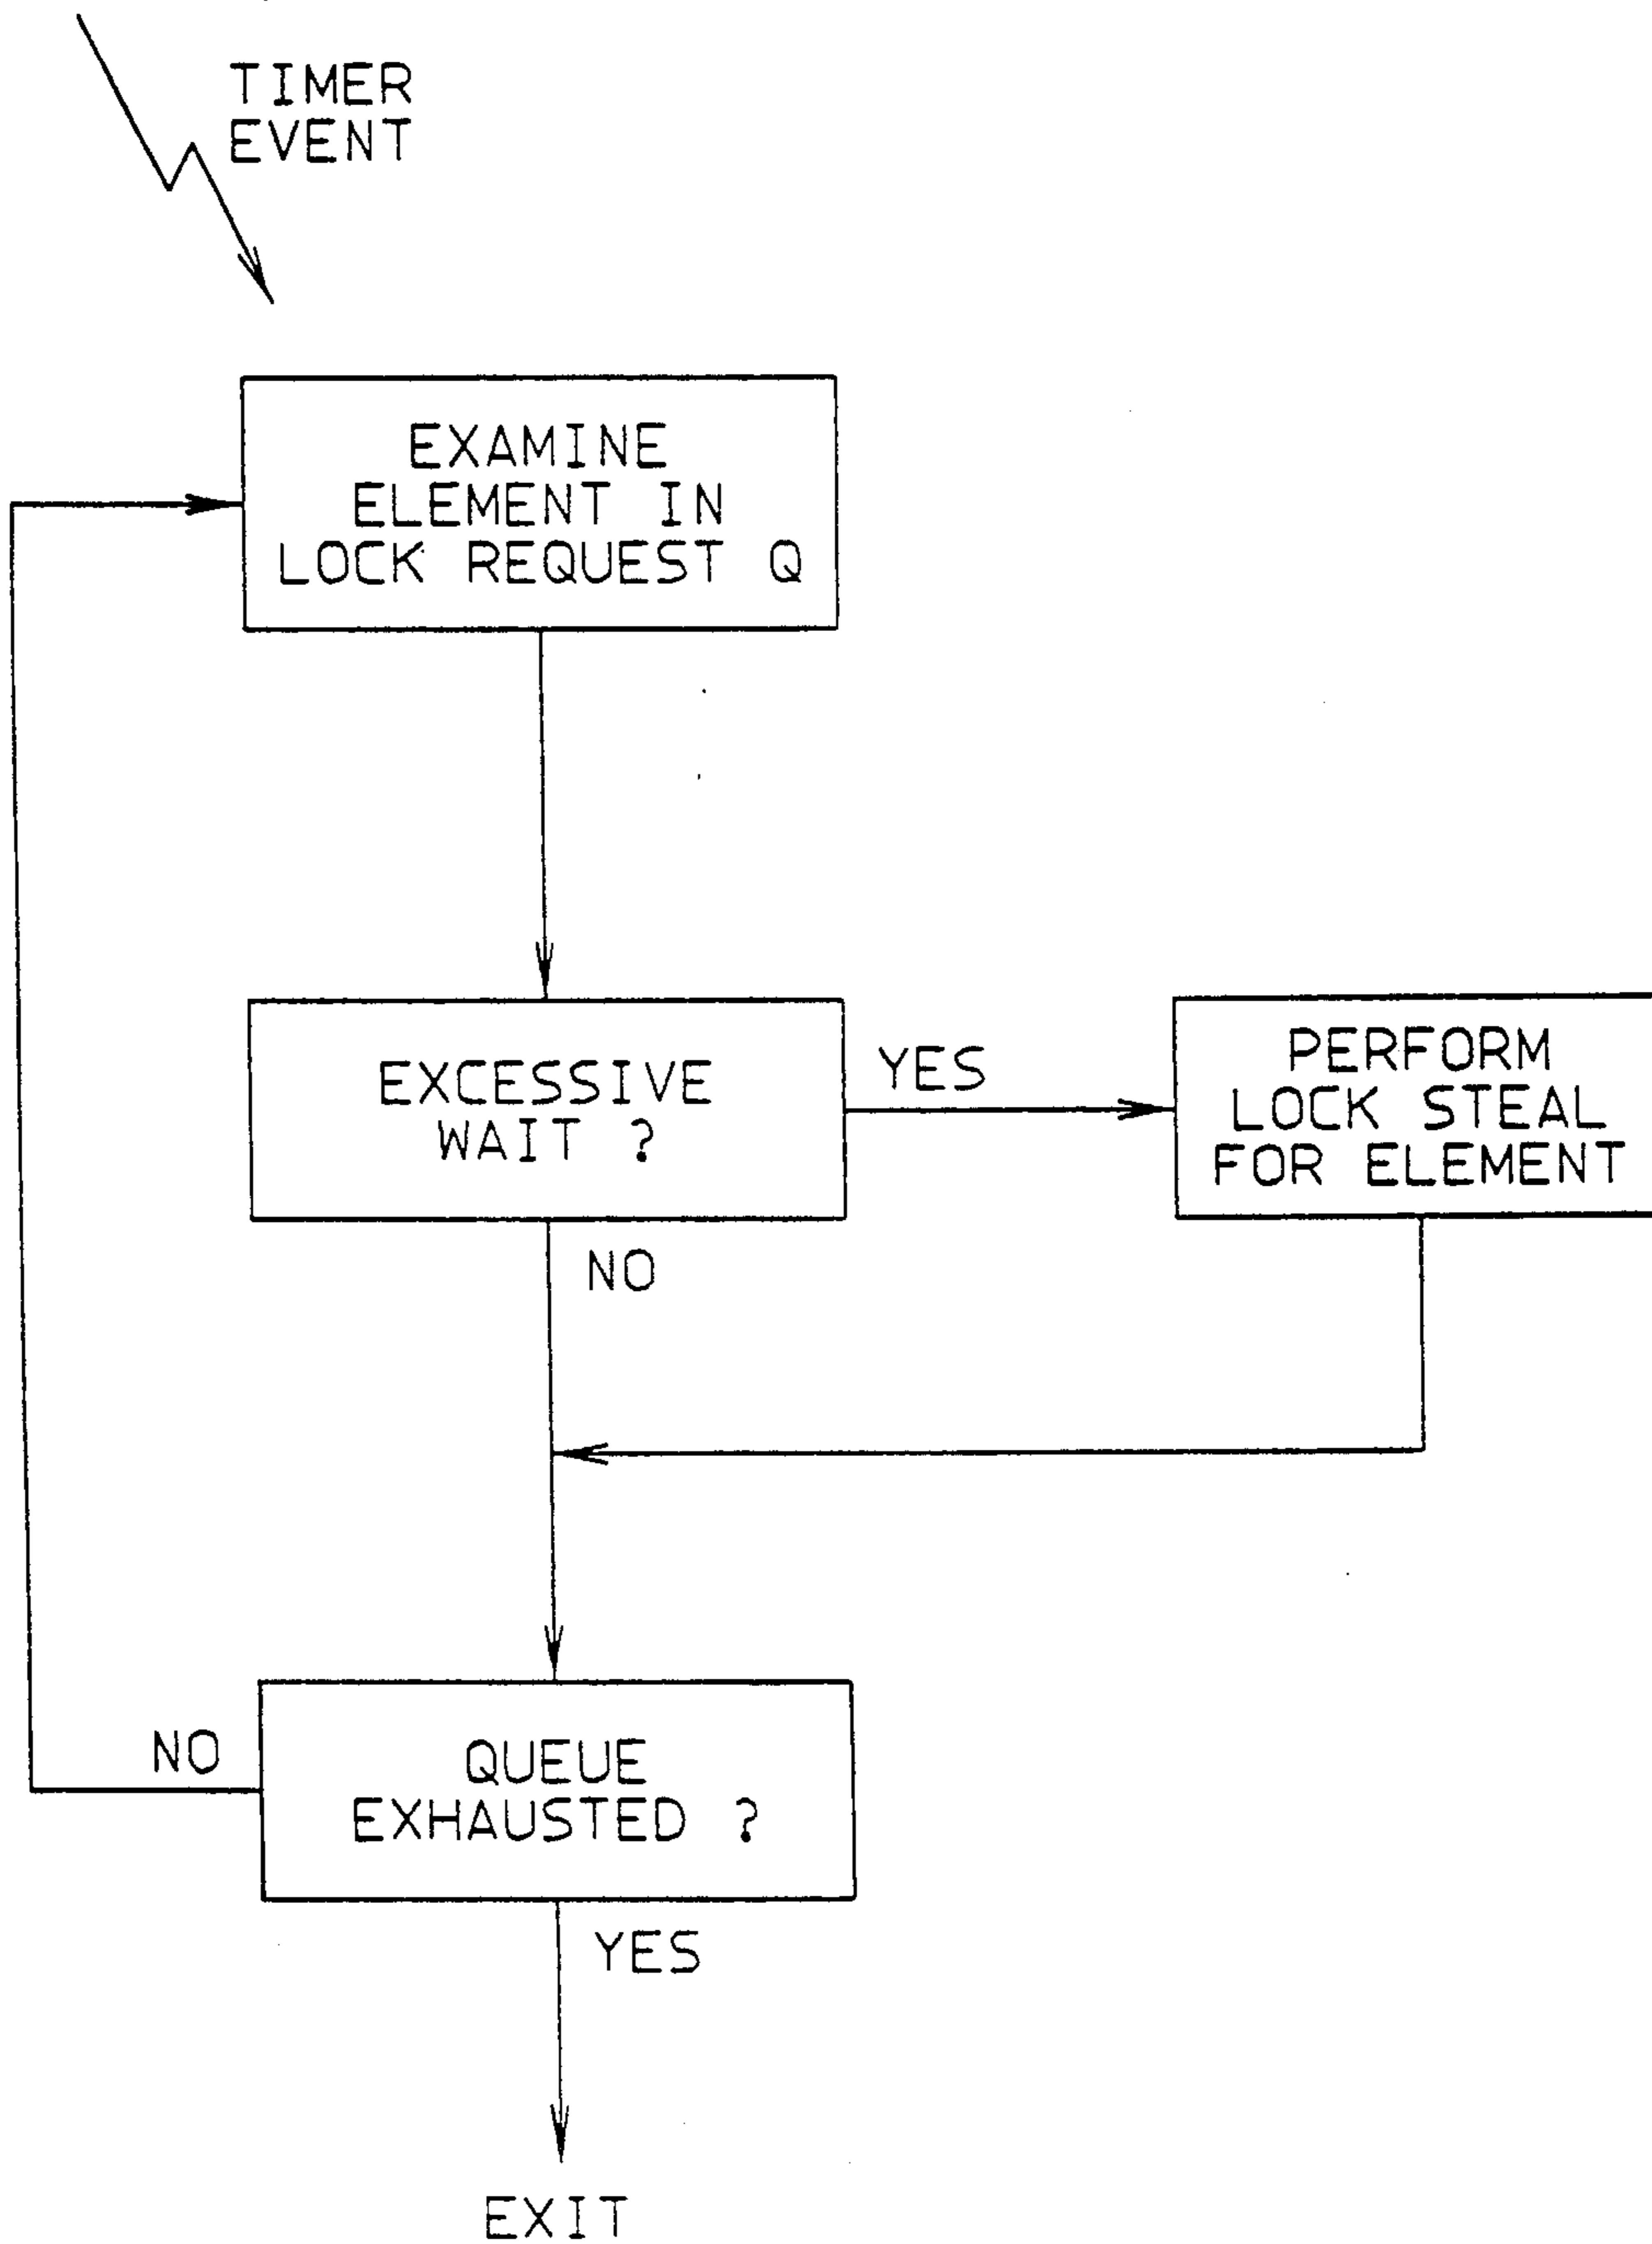 TIMER
EVENT
EXAMINE
ELEMENT IN
LOCK REQUEST Q
EXCESSIVE
WAIT ?
YES
PERFORM
LOCK STEAL
FOR ELEMENT
NO
NO
QUEUE
EXHAUSTED ?
YES
EXIT